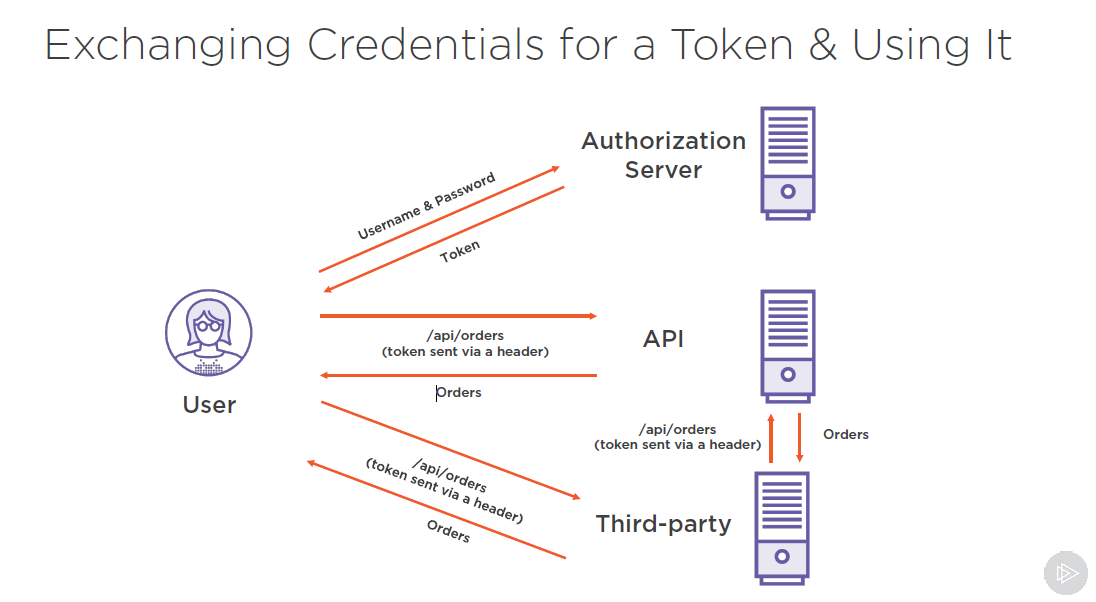 Exchanging Credentials for a Token & Using It
Authorization
Server
Username & Password
Token
/api/orders
(token sent via a header)
API
Orders
User
/api/orders
(token sent via a header)
Orders
/api/orders
(token sent via a header)
Orders
Third-party